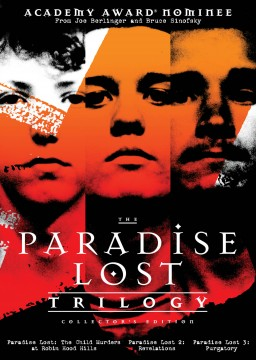 ACADEMY AWARD® NOMINEE
From Joe Berlinger and Bruce Sinofsky
THE
PARADISE
LOST
TRILOGY
COLLECTOR'S EDITION
Paradise Lost: The Child Murders at Robin Hood Hills
Paradise Lost 2: Revelations
Paradise Lost 3: Purgatory